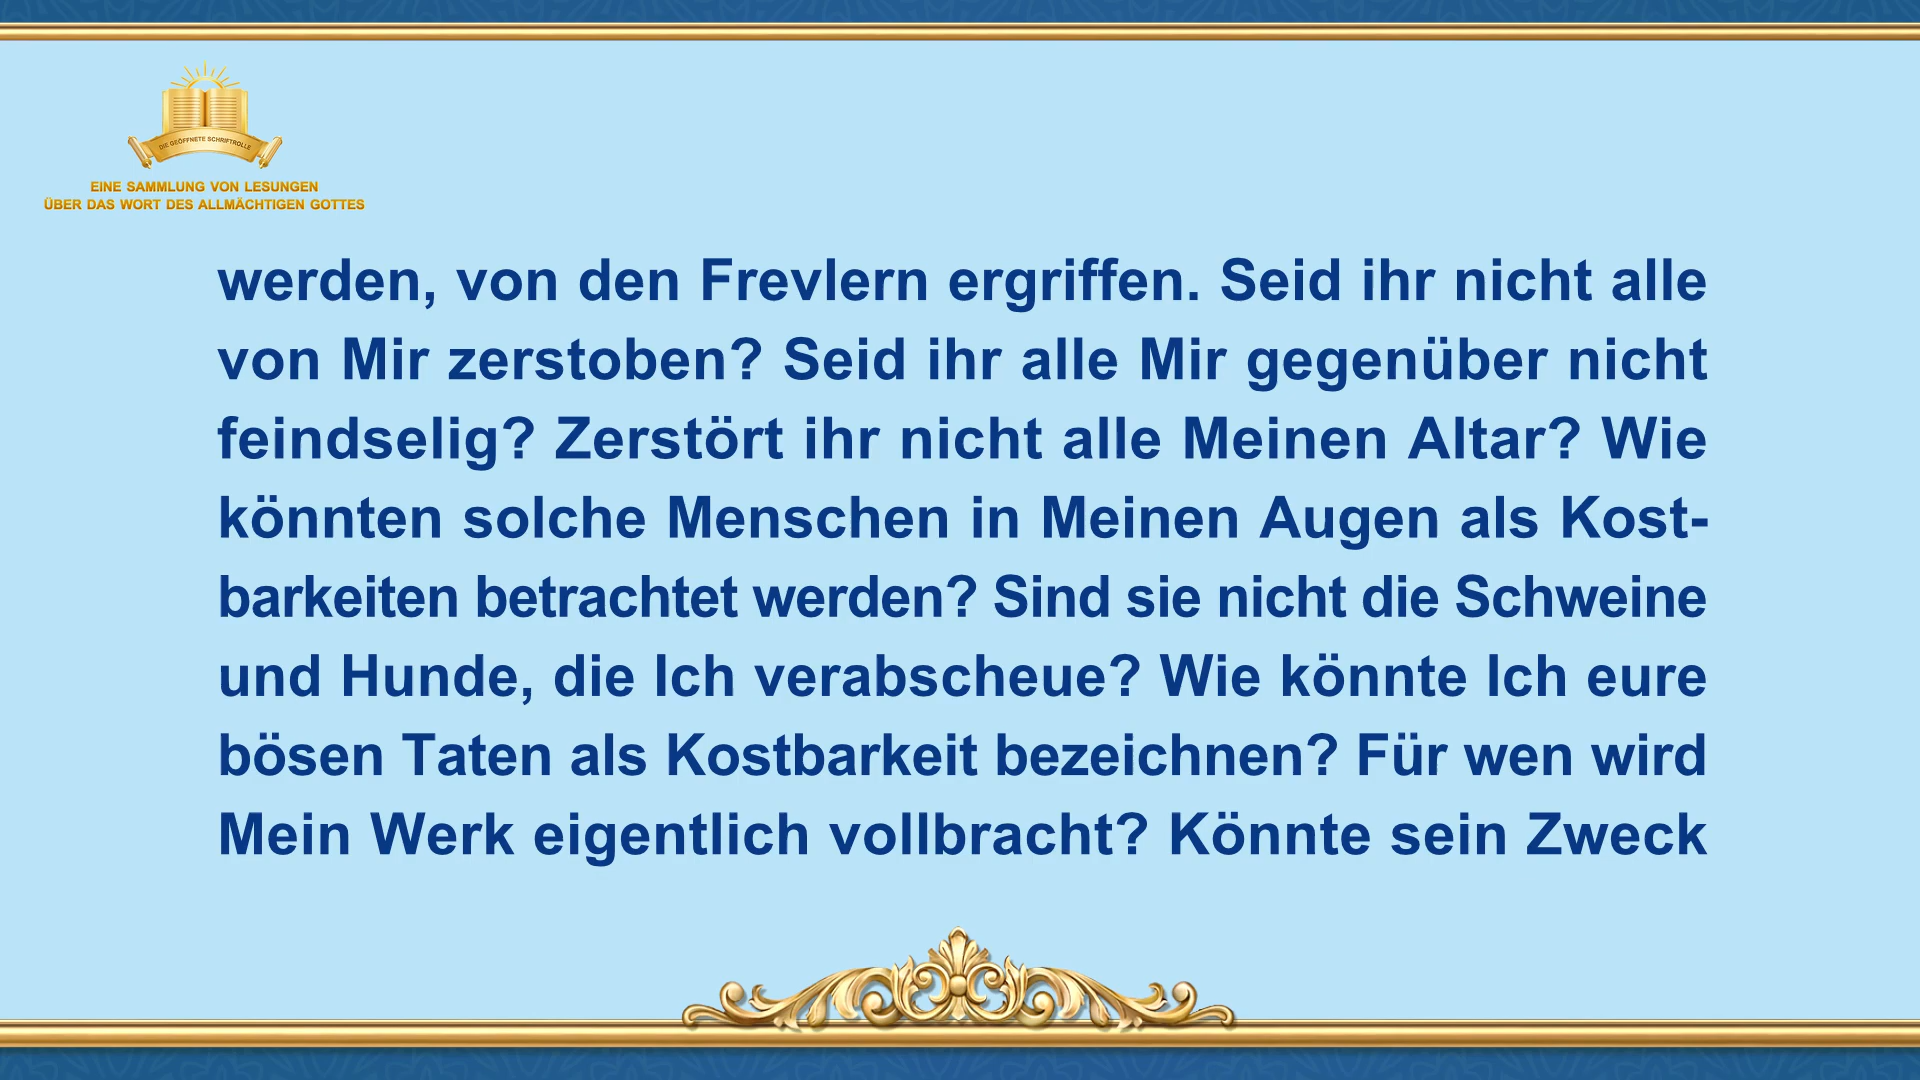 DIE GEÖFFNETE SCHRIFTROLLE
EINE SAMMLUNG VON LESUNGEN
ÜBER DAS WORT DES ALLMÄCHTIGEN GOTTES
werden, von den Frevlern ergriffen. Seid ihr nicht alle
von Mir zerstoben? Seid ihr alle Mir gegenüber nicht
feindselig? Zerstört ihr nicht alle Meinen Altar? Wie
könnten solche Menschen in Meinen Augen als Kost-
barkeiten betrachtet werden? Sind sie nicht die Schweine
und Hunde, die Ich verabscheue? Wie könnte Ich eure
bösen Taten als Kostbarkeit bezeichnen? Für wen wird
Mein Werk eigentlich vollbracht? Könnte sein Zweck